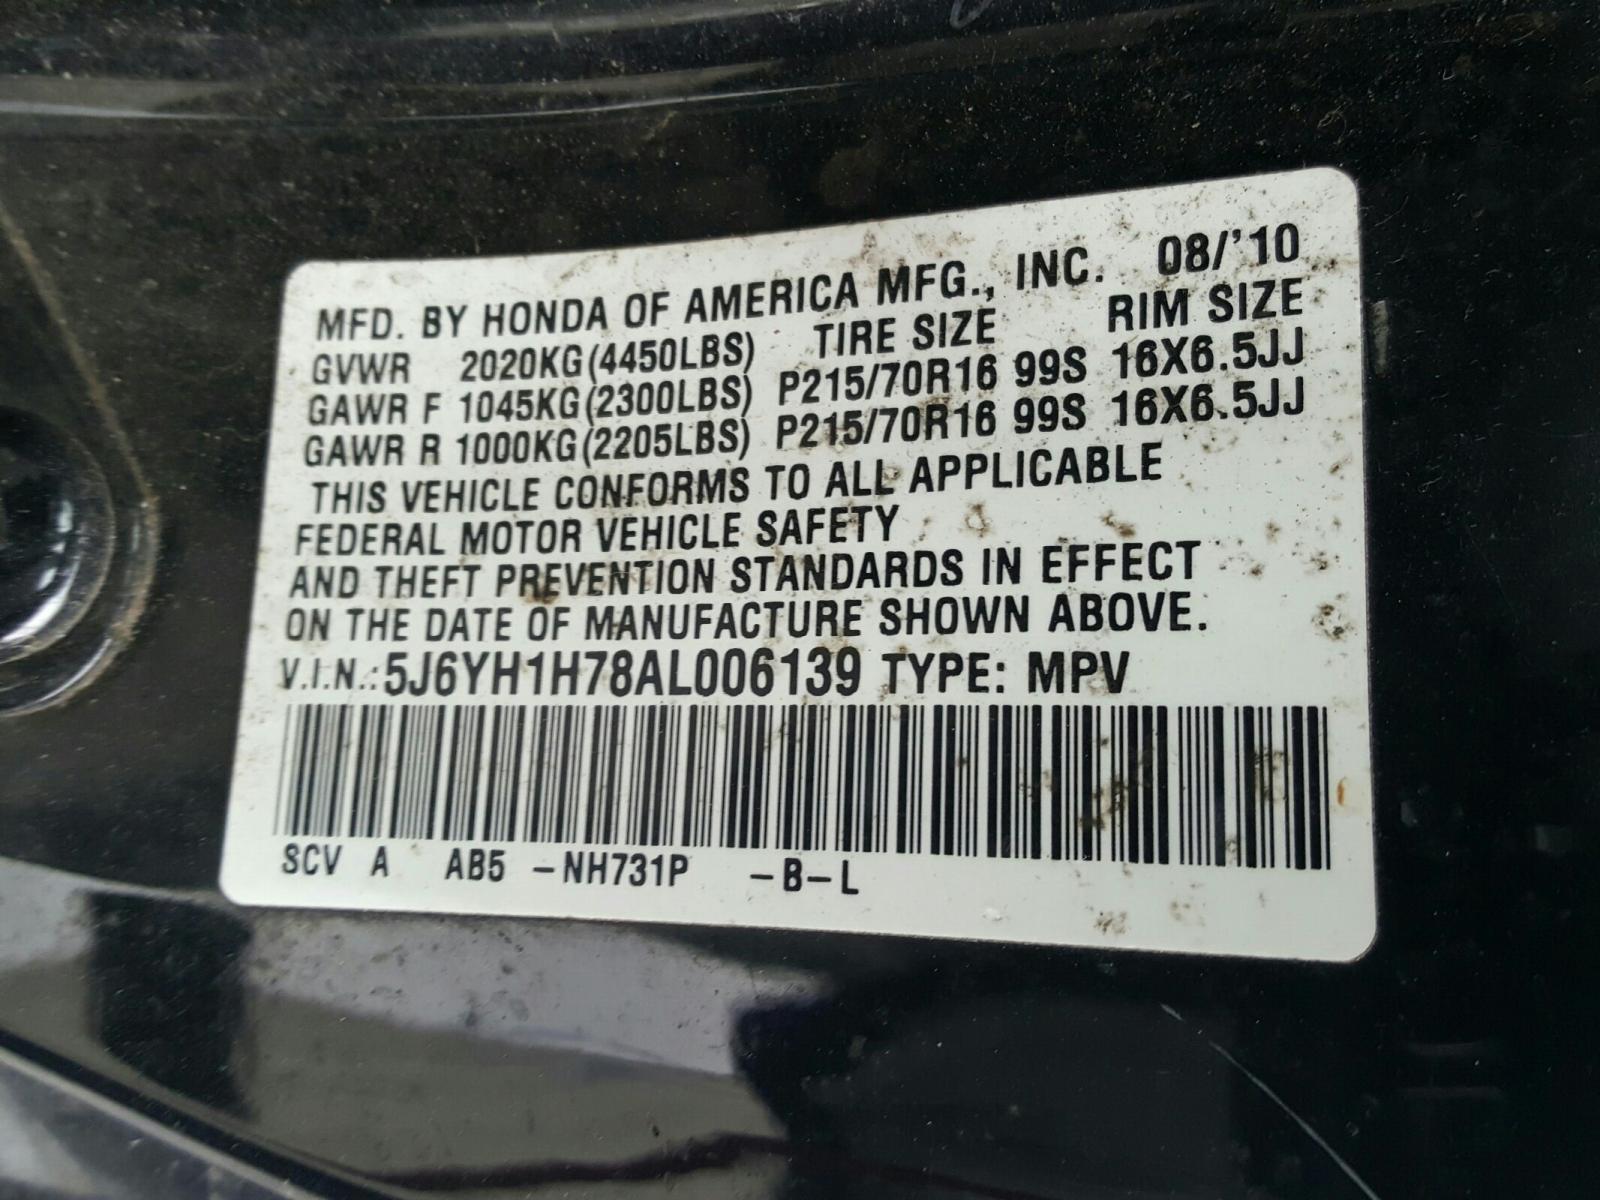 MFD. BY HONDA OF AMERICA MFG., INC. 08/'10
GVWR 2020KG(4450LBS) TIRE SIZE RIM SIZE
GAWR F 1045KG(2300LBS) P215/70R16 99S 16X6.5JJ
GAWR R 1000KG(2205LBS) P215/70R16 99S 16X6.5JJ
THIS VEHICLE CONFORMS TO ALL APPLICABLE
FEDERAL MOTOR VEHICLE SAFETY
AND THEFT PREVENTION STANDARDS IN EFFECT
ON THE DATE OF MANUFACTURE SHOWN ABOVE.
V.I.N.:5J6YH1H78AL006139 TYPE: MPV
SCV A AB5 -NH731P -B-L